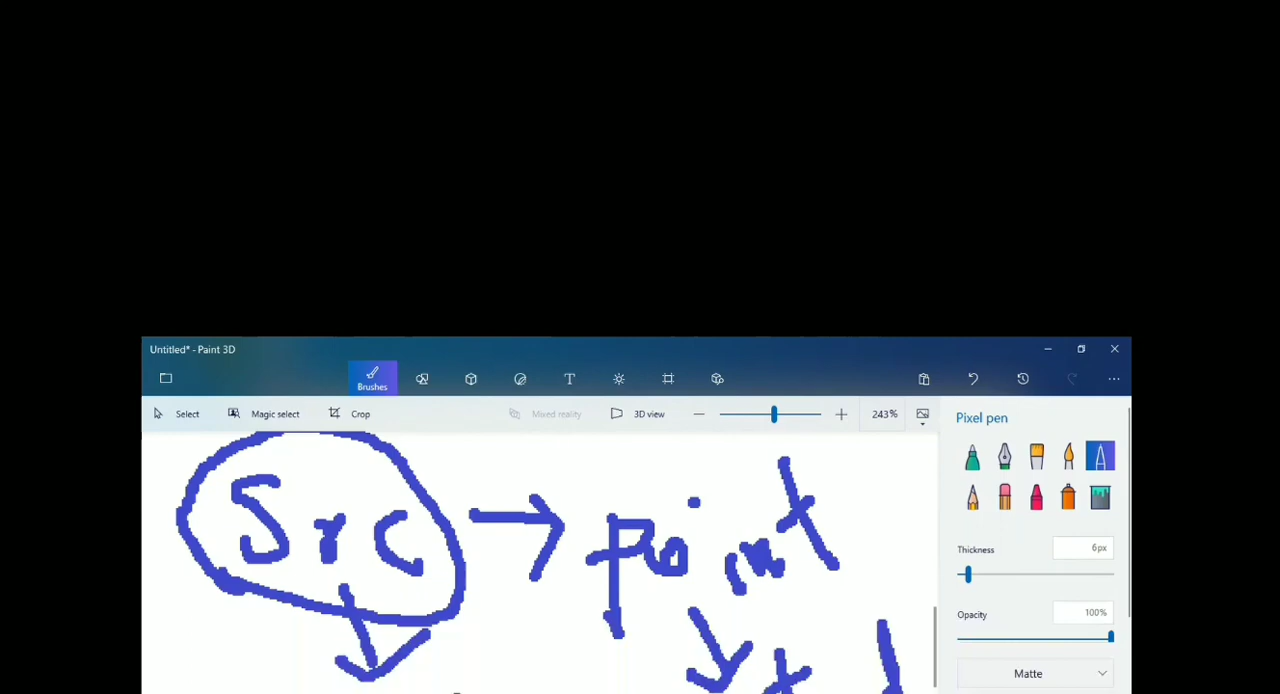 Untitled* - Paint 3D
Brushes
Select Magic select Crop Mixed reality 3D view 243%
Pixel pen
Src → point
Thickness 6px
Opacity 100%
Matte